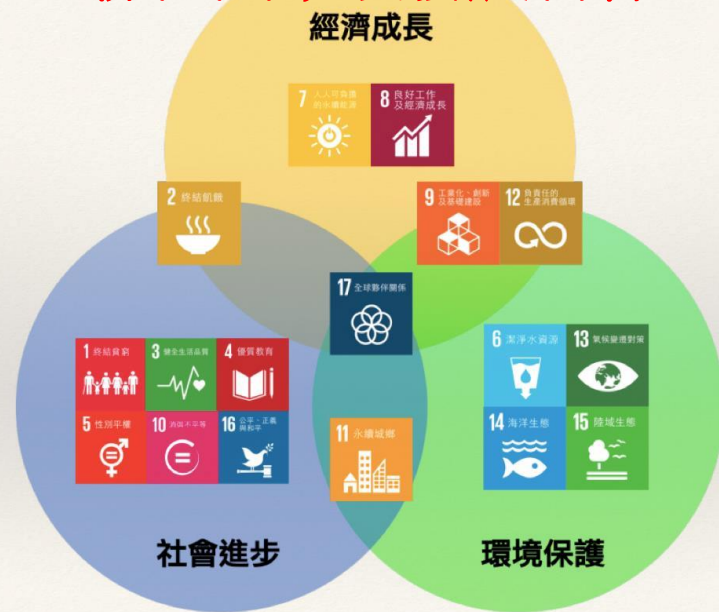 經濟成長
7 人人可負擔
的永續能源
8 良好工作
及經濟成長
2 終結飢餓
9 工業化、創新
及基礎建設
12 負責任的
生產消費循環
17 全球夥伴關係
1 終結貧窮
3 健全生活品質
4 優質教育
6 潔淨水資源
13 氣候變遷對策
5 性別平權
10 消弭不平等
16 公平、正義
與和平
11 永續城鄉
14 海洋生態
15 陸域生態
社會進步
環境保護